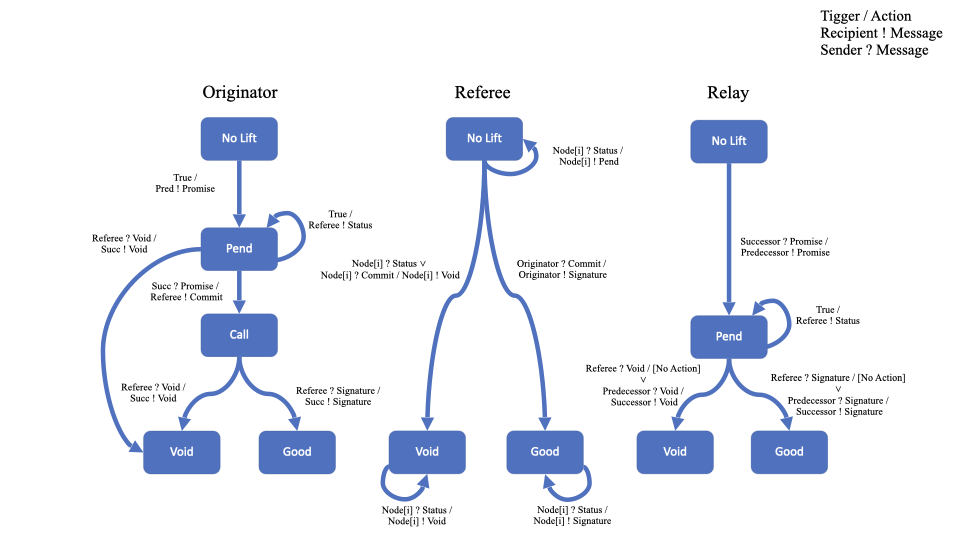 Tigger / Action
Recipient ! Message
Sender ? Message
Originator
No Lift
True /
Pred ! Promise
True /
Referee ! Status
Pend
Referee ? Void /
Succ ! Void
Succ ? Promise /
Referee ! Commit
Call
Referee ? Void /
Succ ! Void
Referee ? Signature /
Succ ! Signature
Void
Good
Referee
No Lift
Node[i] ? Status /
Node[i] ! Pend
Node[i] ? Status ∨
Node[i] ? Commit / Node[i] ! Void
Originator ? Commit /
Originator ! Signature
Void
Good
Node[i] ? Status /
Node[i] ! Void
Node[i] ? Status /
Node[i] ! Signature
Relay
No Lift
Successor ? Promise /
Predecessor ! Promise
True /
Referee ! Status
Pend
Referee ? Void / [No Action]
∨
Predecessor ? Void /
Successor ! Void
Referee ? Signature / [No Action]
∨
Predecessor ? Signature /
Successor ! Signature
Void
Good